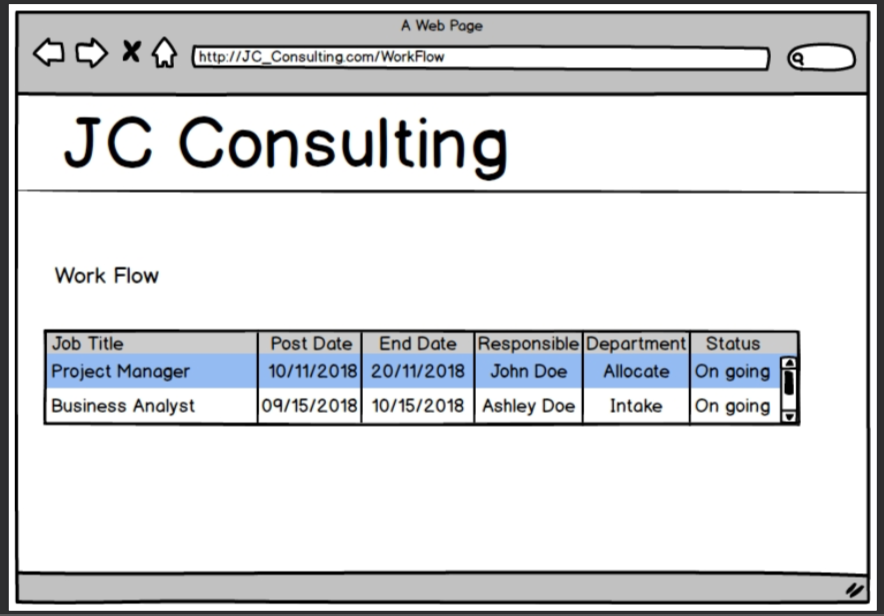 A Web Page
http://JC_Consulting.com/WorkFlow
JC Consulting
Work Flow
Job Title Post Date End Date Responsible Department Status
Project Manager 10/11/2018 20/11/2018 John Doe Allocate On going
Business Analyst 09/15/2018 10/15/2018 Ashley Doe Intake On going